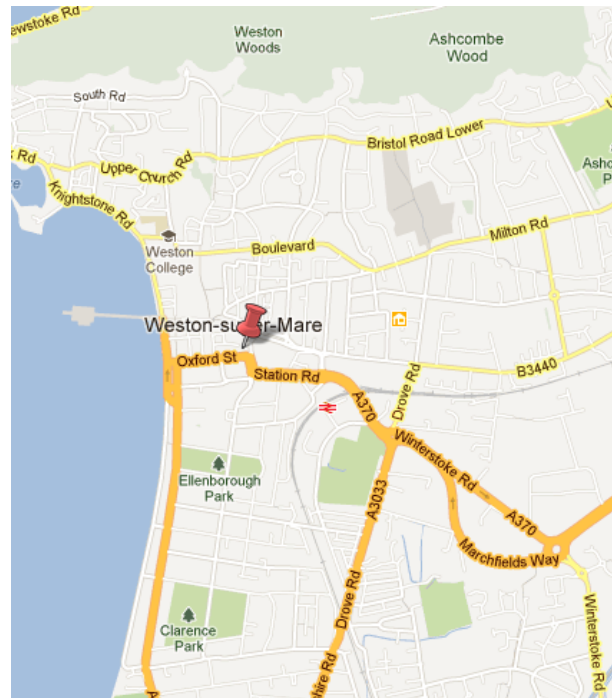 ewstoke Rd
Weston
Woods
Ashcombe
Wood
South Rd
Bristol Road Lower
Upper Church Rd
Rd
Knightstone Rd
Milton Rd
Boulevard
Weston
College
Weston-super-Mare
Oxford St
Station Rd
B3440
A370
Drove Rd
Winterstoke Rd
A370
Ellenborough
Park
A3033
Marchfields Way
Drove Rd
Clarence
Park
Winterstoke Rd
hire Rd